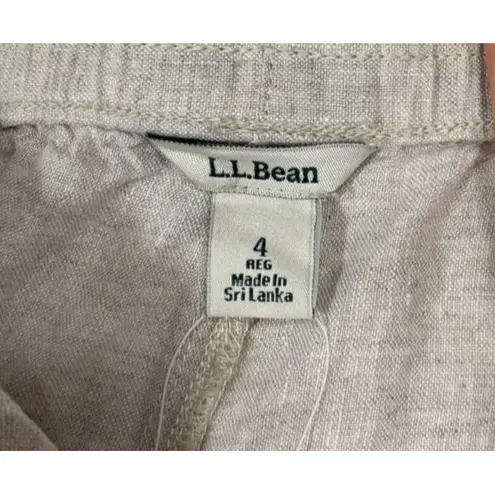 L.L.Bean
4
REG
Made In
Sri Lanka